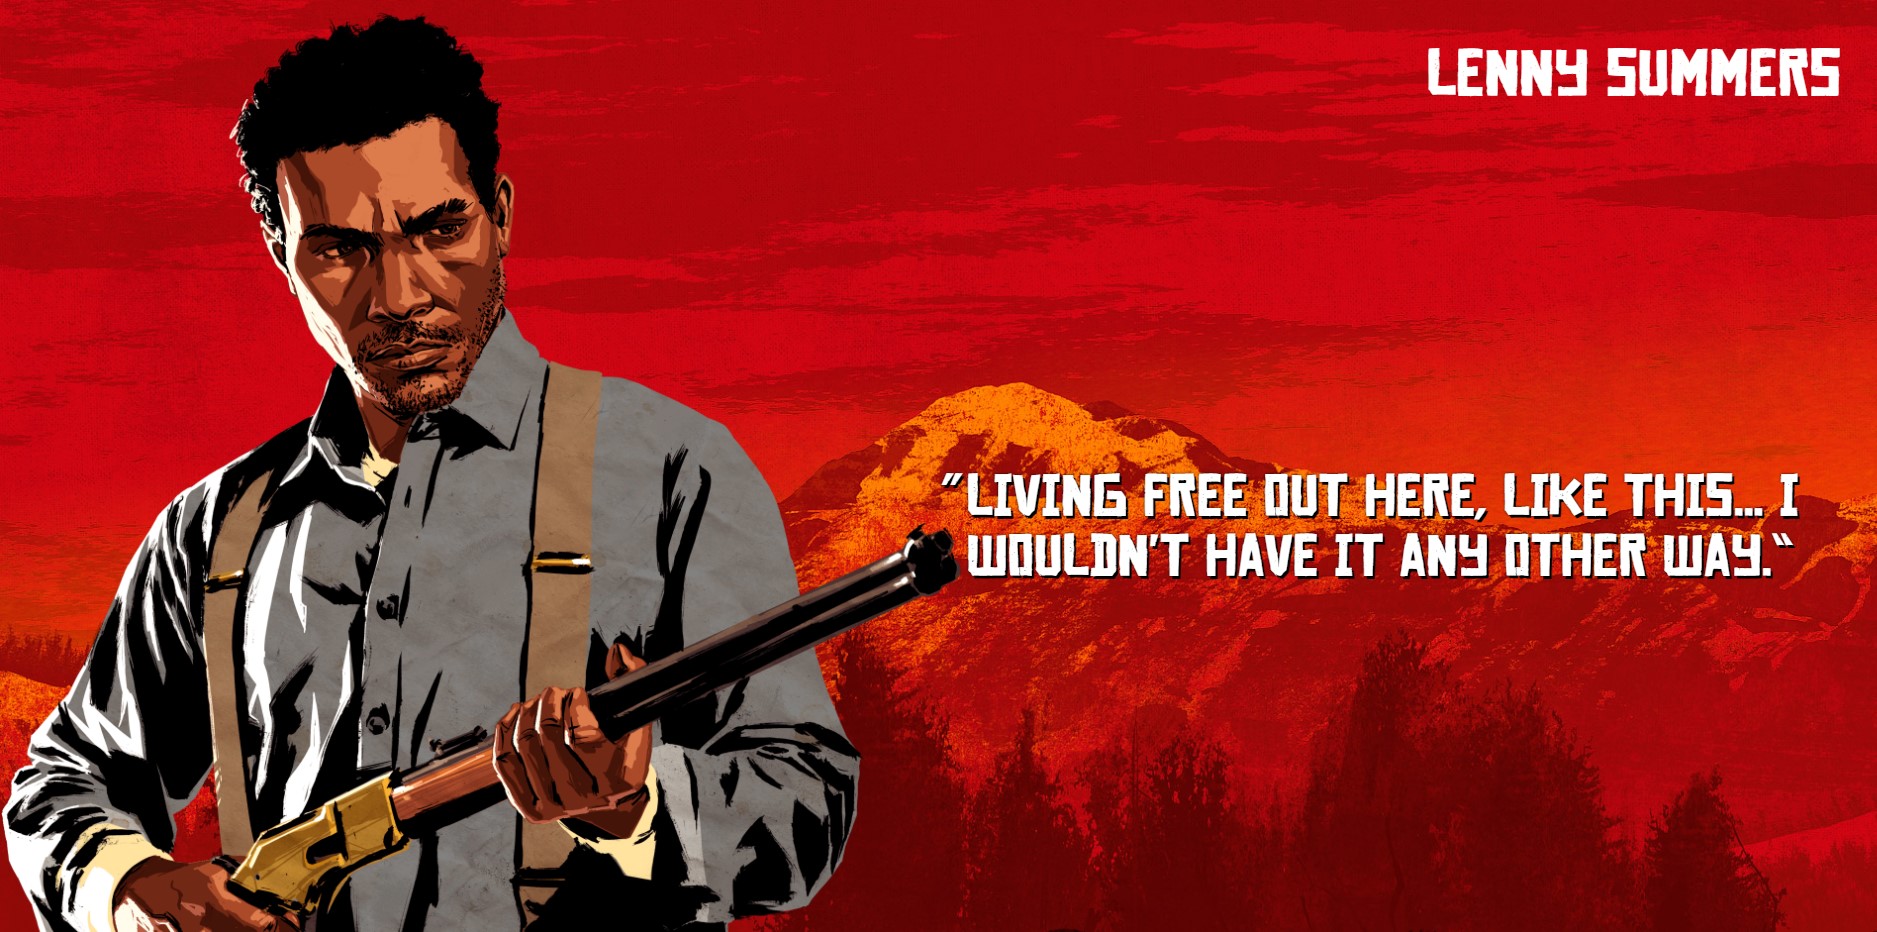 LENNY SUMMERS
"LIVING FREE OUT HERE, LIKE THIS... I
WOULDN'T HAVE IT ANY OTHER WAY."